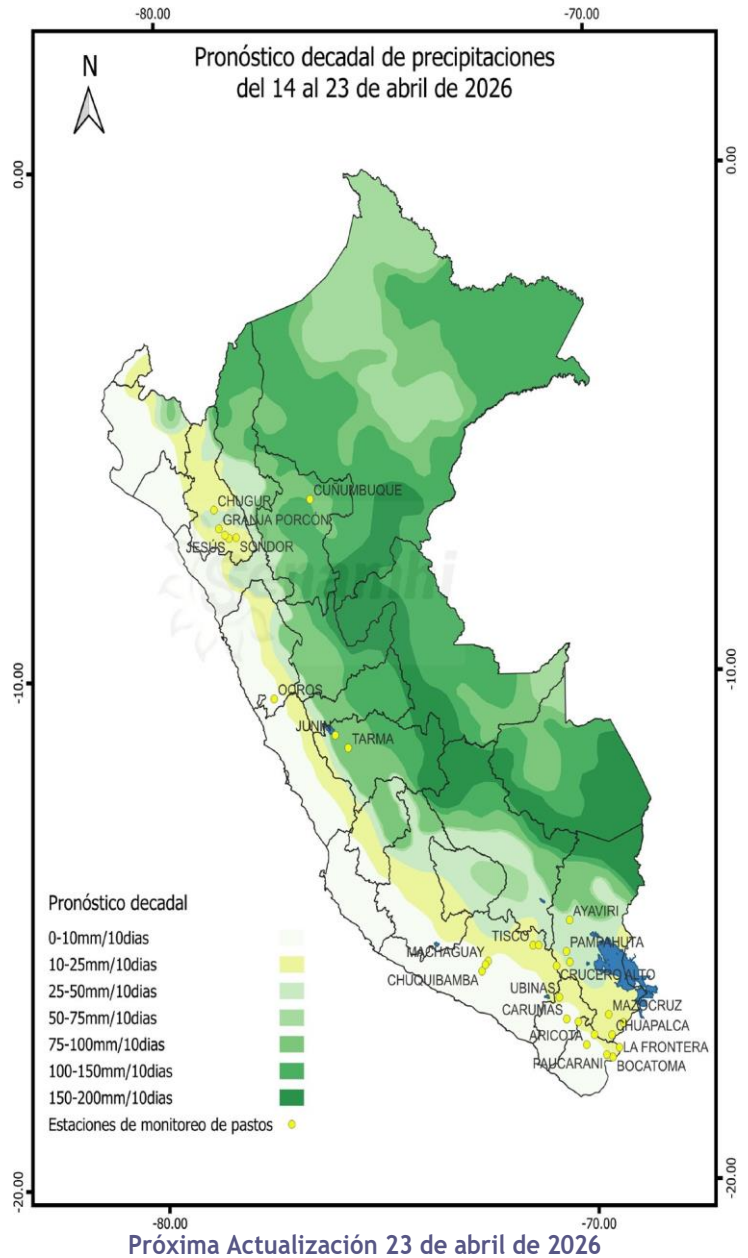 -80.00
-70.00
Pronóstico decadal de precipitaciones
del 14 al 23 de abril de 2026
N
0.00
0.00
CUÑUMBUQUE
CHUGUR
GRANJA PORCÓN
JESÚS
SONDOR
Senamhi
-10.00
-10.00
OCROS
JUNIN
TARMA
Pronóstico decadal
0-10mm/10dias
10-25mm/10dias
25-50mm/10dias
50-75mm/10dias
75-100mm/10dias
100-150mm/10dias
150-200mm/10dias
Estaciones de monitoreo de pastos
AYAVIRI
TISCO
PAMPAHUTA
MACHAGUAY
CRUCERO ALTO
CHUQUIBAMBA
UBINAS
CARUMAS
MAZOCRUZ
CHUAPALCA
ARICOTA
LA FRONTERA
PAUCARANI
BOCATOMA
-20.00
-20.00
-80.00
-70.00
Próxima Actualización 23 de abril de 2026